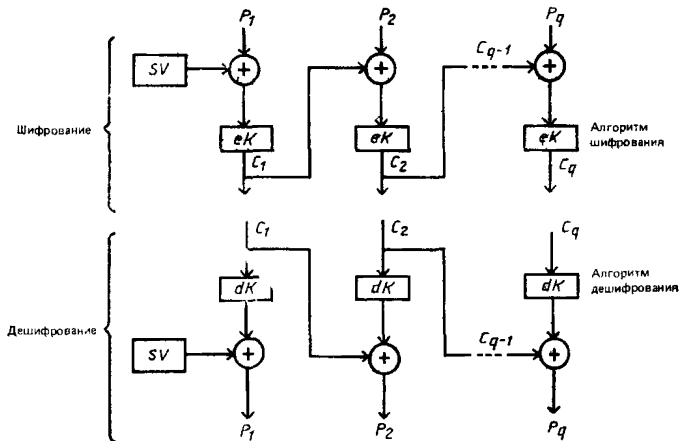 P1 P2 Pq
SV + + Cq-1 +
Шифрование
eK eK eK Алгоритм
шифрования
C1 C2 Cq
C1 C2 Cq
dK dK dK Алгоритм
дешифрования
Дешифрование
SV + + Cq-1 +
P1 P2 Pq